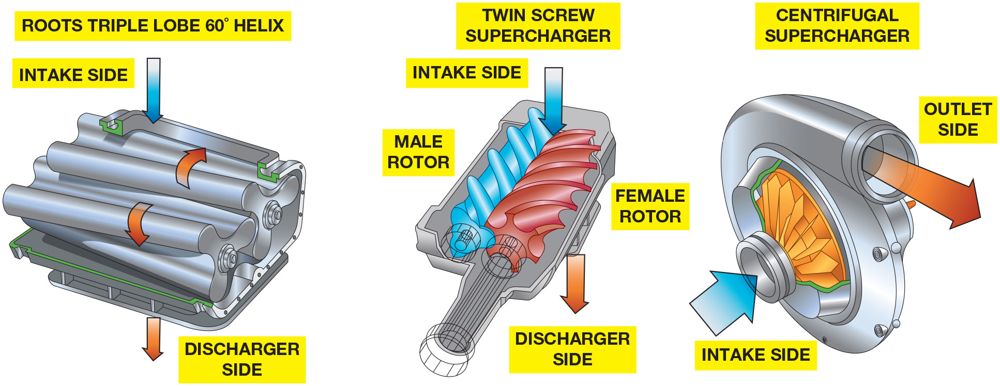 ROOTS TRIPLE LOBE 60° HELIX
INTAKE SIDE
DISCHARGER
SIDE
TWIN SCREW
SUPERCHARGER
INTAKE SIDE
MALE
ROTOR
FEMALE
ROTOR
DISCHARGER
SIDE
CENTRIFUGAL
SUPERCHARGER
OUTLET
SIDE
INTAKE SIDE